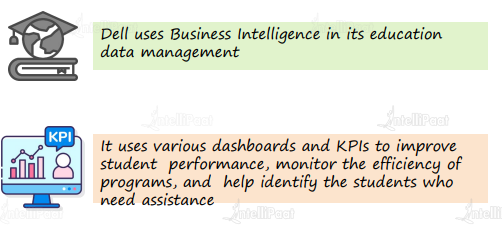 Dell uses Business Intelligence in its education
data management
KPI
It uses various dashboards and KPIs to improve
student performance, monitor the efficiency of
programs, and help identify the students who
need assistance
IntelliPaat